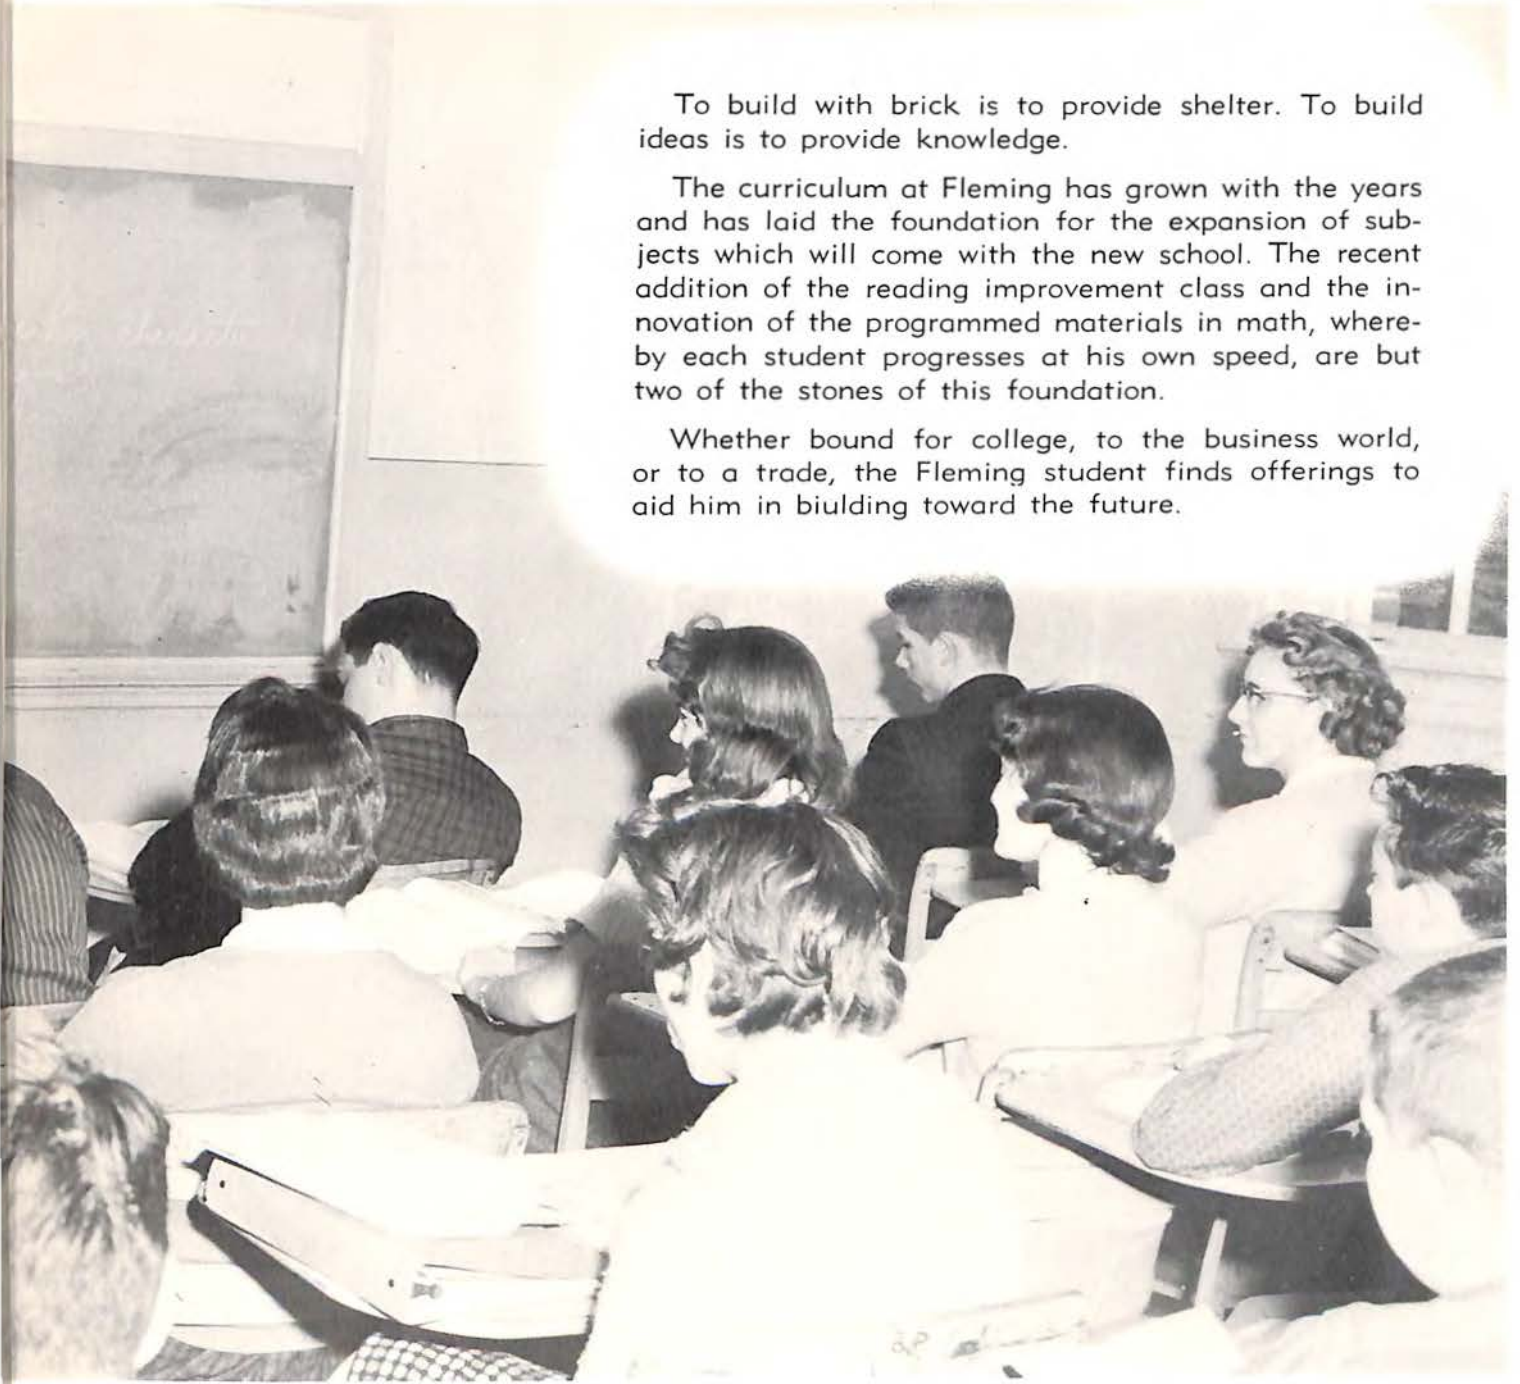 To build with brick is to provide shelter. To build
ideas is to provide knowledge.
The curriculum at Fleming has grown with the years
and has laid the foundation for the expansion of sub-
jects which will come with the new school. The recent
addition of the reading improvement class and the in-
novation of the programmed materials in math, where-
by each student progresses at his own speed, are but
two of the stones of this foundation.
Whether bound for college, to the business world,
or to a trade, the Fleming student finds offerings to
aid him in biulding toward the future.